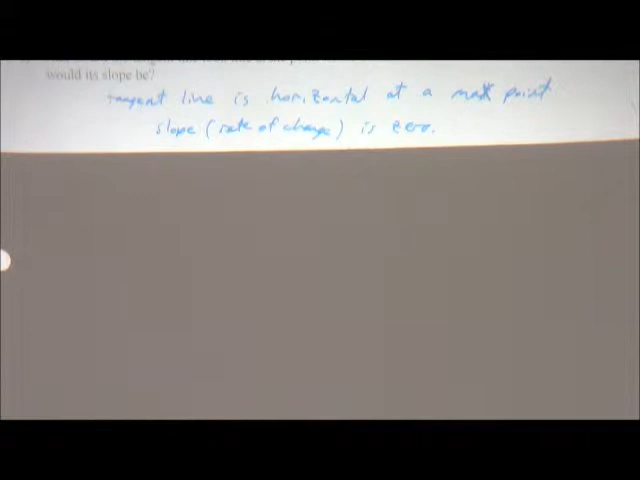 would its slope be?
tangent line is horizontal at a max point
slope (rate of change) is zero.